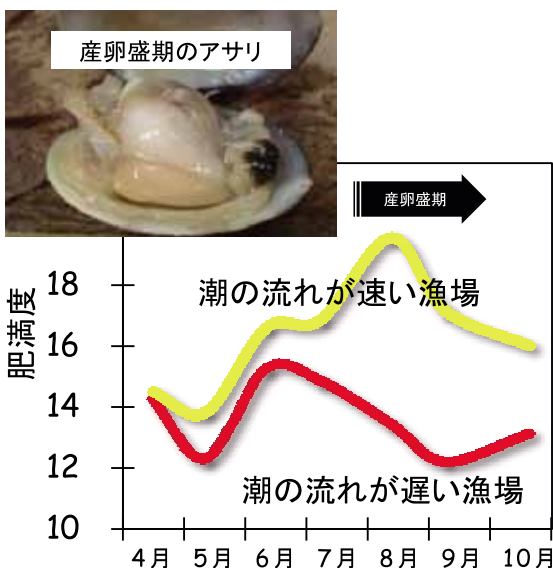 産卵盛期のアサリ
産卵盛期
肥満度
18
16
14
12
10
潮の流れが速い漁場
潮の流れが遅い漁場
4月 5月 6月 7月 8月 9月 10月